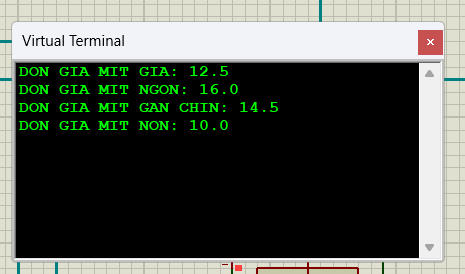 Virtual Terminal
DON GIA MIT GIA: 12.5
DON GIA MIT NGON: 16.0
DON GIA MIT GAN CHIN: 14.5
DON GIA MIT NON: 10.0